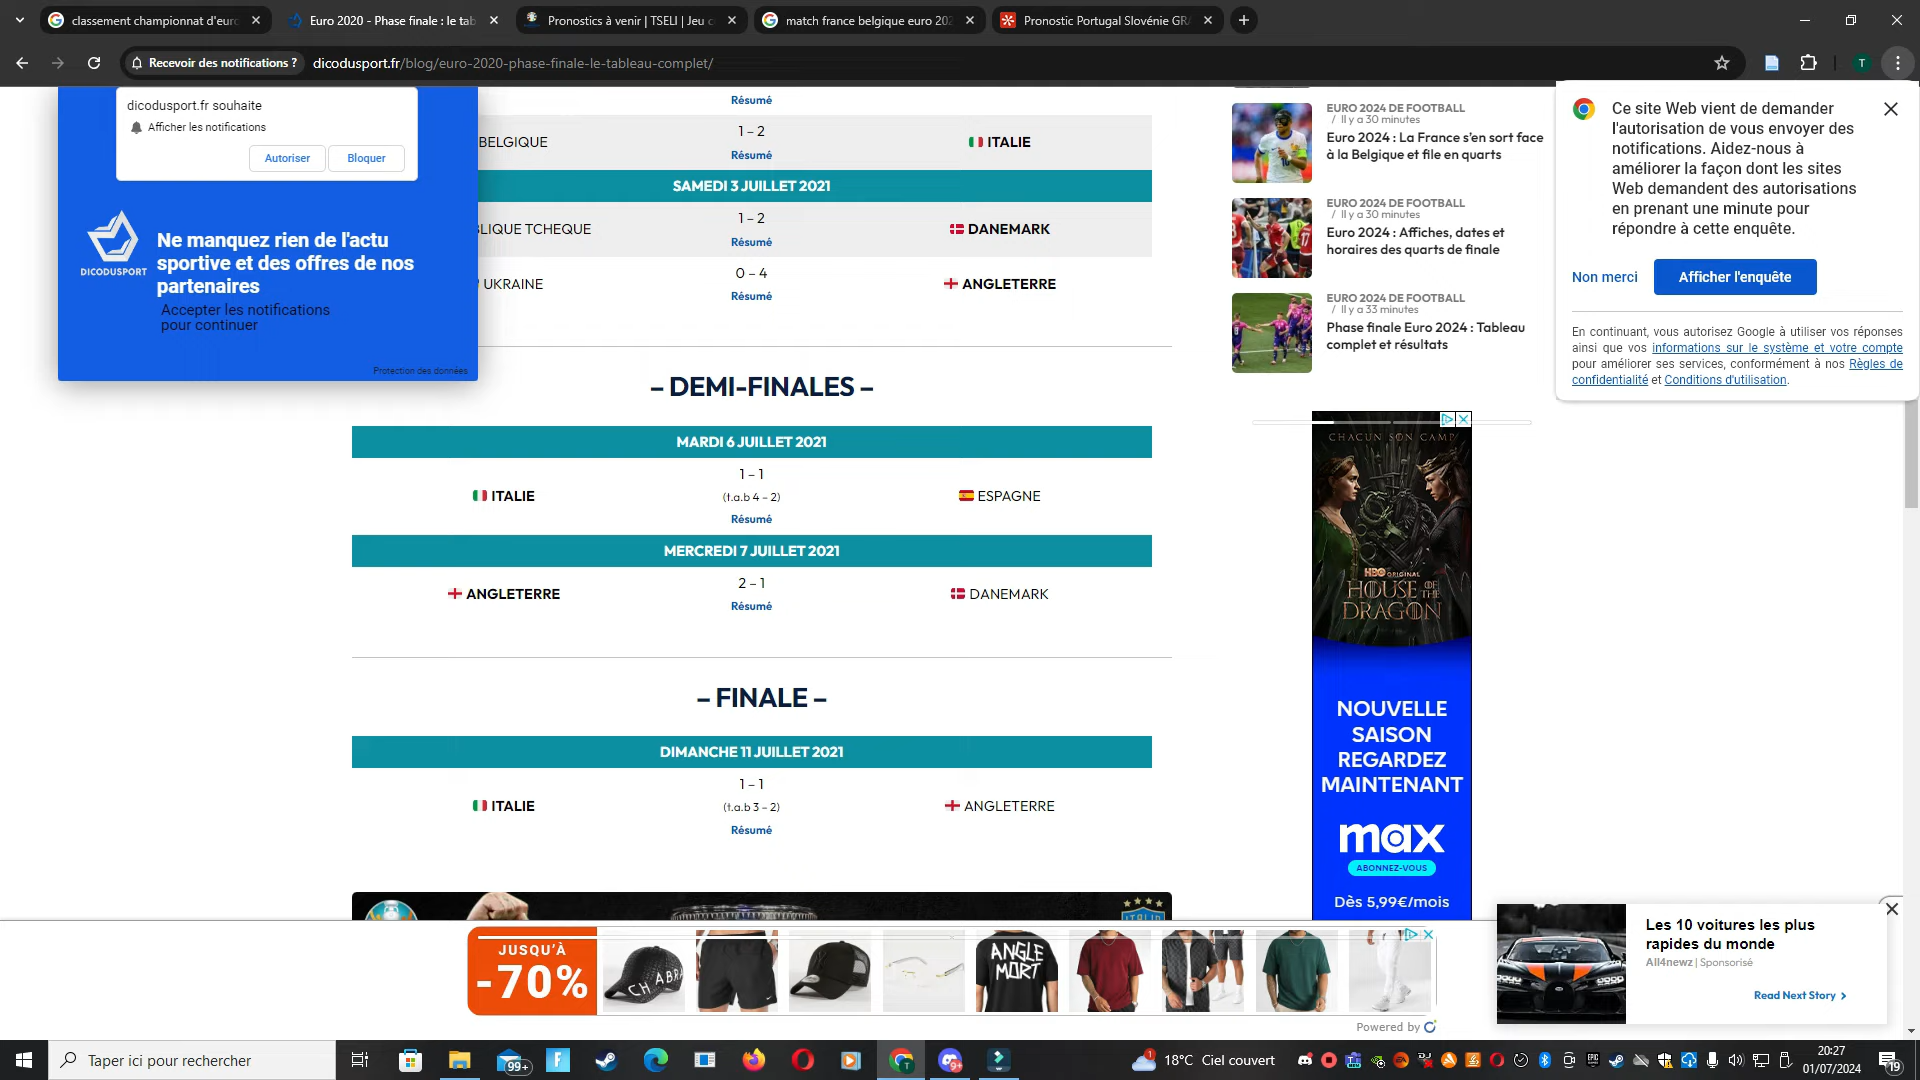 classement championnat d'euro
Euro 2020 - Phase finale : le tab
Pronostics à venir | TSELI | Jeu c
match france belgique euro 202
Pronostic Portugal Slovénie GRA
Recevoir des notifications ?
dicodusport.fr/blog/euro-2020-phase-finale-le-tableau-complet/
T
dicodusport.fr souhaite
Afficher les notifications
Autoriser
Bloquer
DICODUSPORT
Ne manquez rien de l'actu
sportive et des offres de nos
partenaires
Accepter les notifications
pour continuer
Protection des données
Résumé
BELGIQUE
1 – 2
ITALIE
Résumé
SAMEDI 3 JUILLET 2021
BLIQUE TCHEQUE
1 – 2
DANEMARK
Résumé
UKRAINE
0 – 4
ANGLETERRE
Résumé
– DEMI-FINALES –
MARDI 6 JUILLET 2021
1 – 1
ITALIE
(t.a.b 4 – 2)
ESPAGNE
Résumé
MERCREDI 7 JUILLET 2021
ANGLETERRE
2 – 1
DANEMARK
Résumé
– FINALE –
DIMANCHE 11 JUILLET 2021
1 – 1
ITALIE
(t.a.b 3 – 2)
ANGLETERRE
Résumé
EURO 2024 DE FOOTBALL
/ Il y a 30 minutes
Euro 2024 : La France s'en sort face
à la Belgique et file en quarts
EURO 2024 DE FOOTBALL
/ Il y a 30 minutes
Euro 2024 : Affiches, dates et
horaires des quarts de finale
EURO 2024 DE FOOTBALL
/ Il y a 33 minutes
Phase finale Euro 2024 : Tableau
complet et résultats
Ce site Web vient de demander
l'autorisation de vous envoyer des
notifications. Aidez-nous à
améliorer la façon dont les sites
Web demandent des autorisations
en prenant une minute pour
répondre à cette enquête.
Non merci
Afficher l'enquête
En continuant, vous autorisez Google à utiliser vos réponses
ainsi que vos informations sur le système et votre compte
pour améliorer ses services, conformément à nos Règles de
confidentialité et Conditions d'utilisation.
CHACUN SON CAMP
HBO ORIGINAL
HOUSE OF THE
DRAGON
NOUVELLE
SAISON
REGARDEZ
MAINTENANT
max
ABONNEZ-VOUS
Dès 5,99€/mois
ITALIA
JUSQU'À
-70%
CHABRA
ANGLE
MORT
Powered by
Les 10 voitures les plus
rapides du monde
All4newz | Sponsorisé
Read Next Story
Taper ici pour rechercher
99+
9+
1
18°C Ciel couvert
20:27
01/07/2024
19